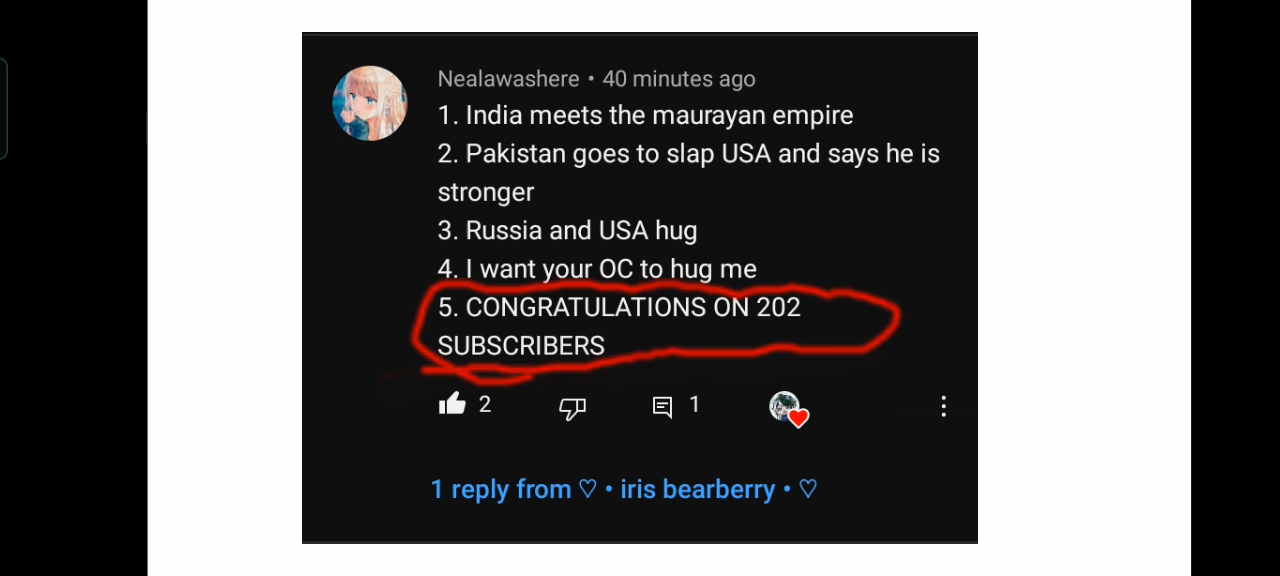 Nealawashere • 40 minutes ago
1. India meets the maurayan empire
2. Pakistan goes to slap USA and says he is
stronger
3. Russia and USA hug
4. I want your OC to hug me
5. CONGRATULATIONS ON 202
SUBSCRIBERS
2 1
1 reply from ♡ • iris bearberry • ♡